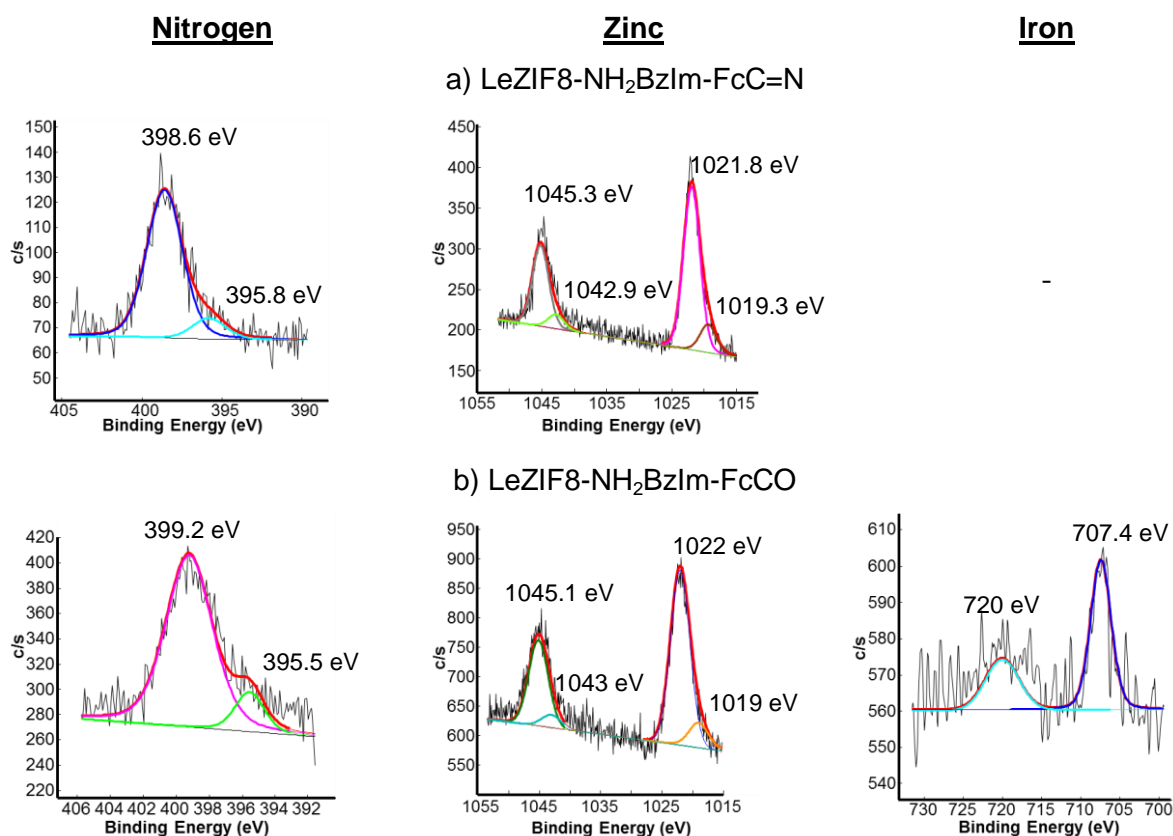 Nitrogen Zinc Iron
a) LeZIF8-NH₂BzIm-FcC=N
398.6 eV
395.8 eV
c/s
150
140
130
120
110
100
90
80
70
60
50
405 400 395 390
Binding Energy (eV)
1021.8 eV
1045.3 eV
1042.9 eV
1019.3 eV
c/s
450
400
350
300
250
200
150
1055 1045 1035 1025 1015
Binding Energy (eV)
-
b) LeZIF8-NH₂BzIm-FcCO
399.2 eV
395.5 eV
c/s
420
400
380
360
340
320
300
280
260
240
220
406 404 402 400 398 396 394 392
Binding Energy (eV)
1022 eV
1045.1 eV
1043 eV
1019 eV
c/s
950
900
850
800
750
700
650
600
550
500
1055 1045 1035 1025 1015
Binding Energy (eV)
707.4 eV
720 eV
c/s
610
600
590
580
570
560
550
540
730 725 720 715 710 705 700
Binding Energy (eV)